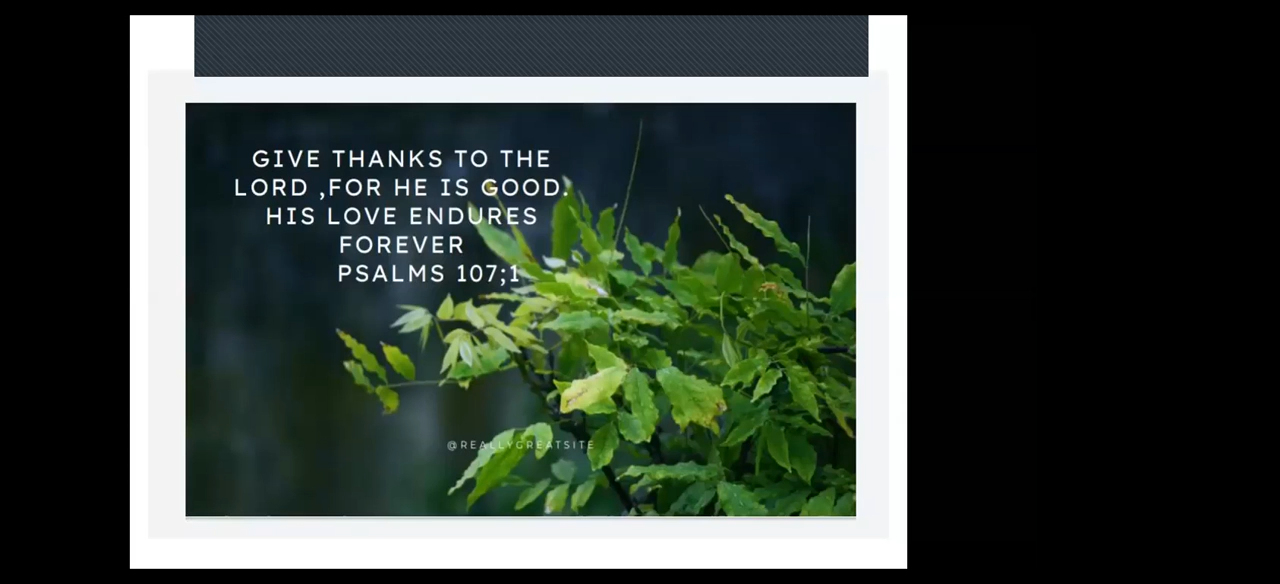 GIVE THANKS TO THE
LORD ,FOR HE IS GOOD.
HIS LOVE ENDURES
FOREVER
PSALMS 107;1
@REALLYGREATSITE